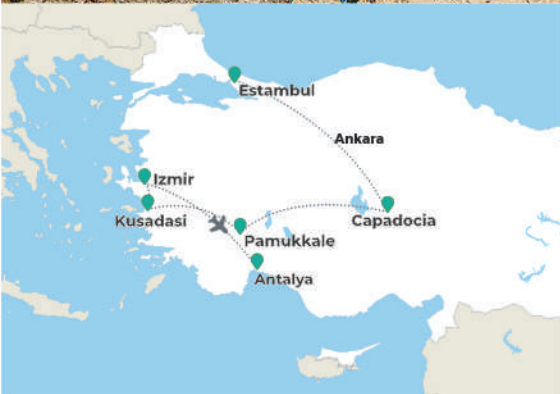 Estambul
Ankara
Izmir
Kusadasi
Capadocia
Pamukkale
Antalya